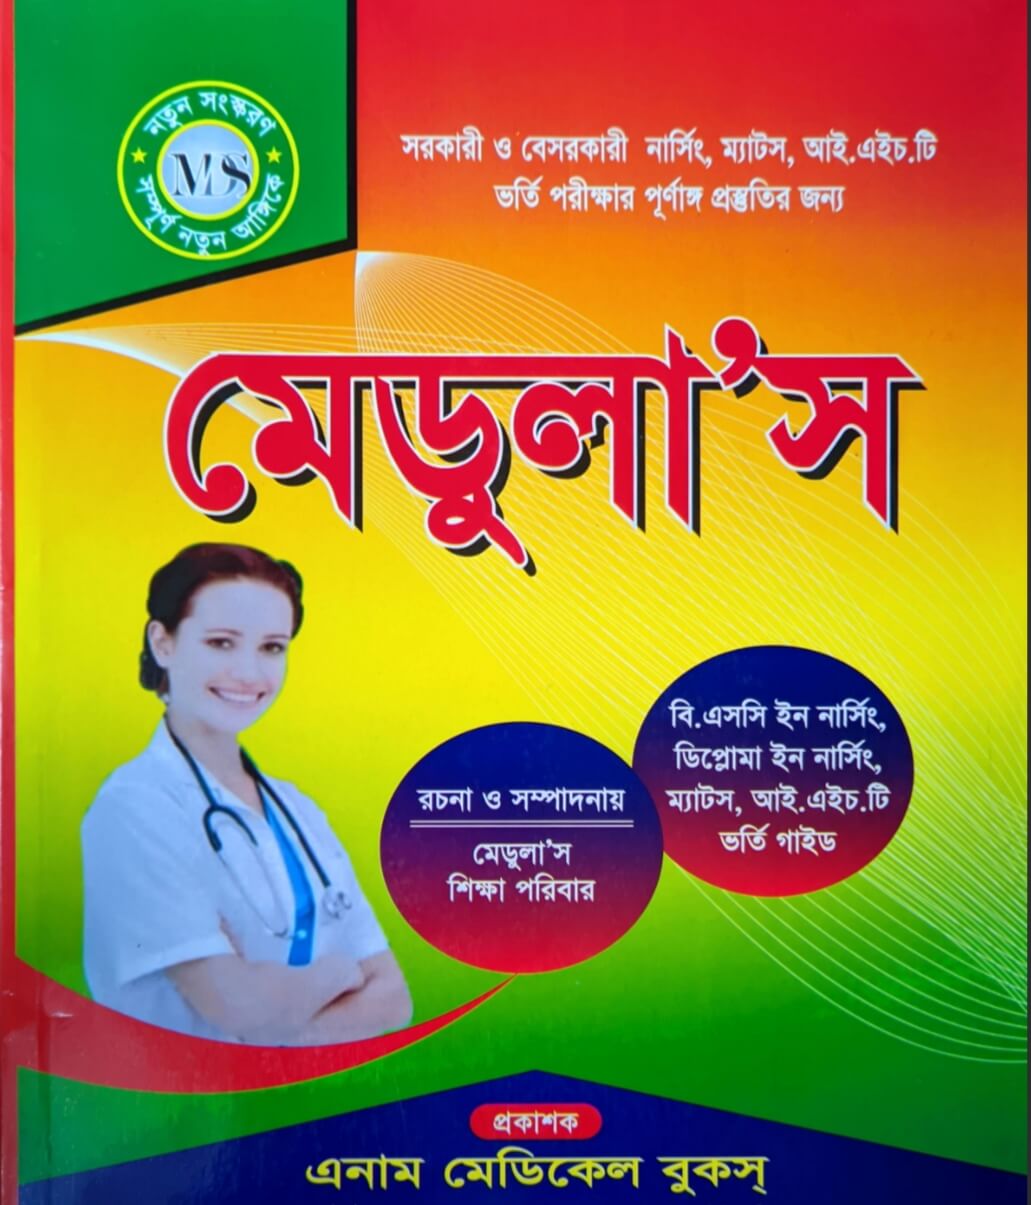 নতুন সংস্করণ
MDS
সম্পূর্ণ নতুন আঙ্গিকে
সরকারী ও বেসরকারী নার্সিং, ম্যাটস, আই.এইচ.টি
ভর্তি পরীক্ষার পূর্ণাঙ্গ প্রস্তুতির জন্য
মেডুলা’স
বি.এসসি ইন নার্সিং,
ডিপ্লোমা ইন নার্সিং,
ম্যাটস, আই.এইচ.টি
ভর্তি গাইড
রচনা ও সম্পাদনায়
মেডুলা’স
শিক্ষা পরিবার
প্রকাশক
এনাম মেডিকেল বুকস্